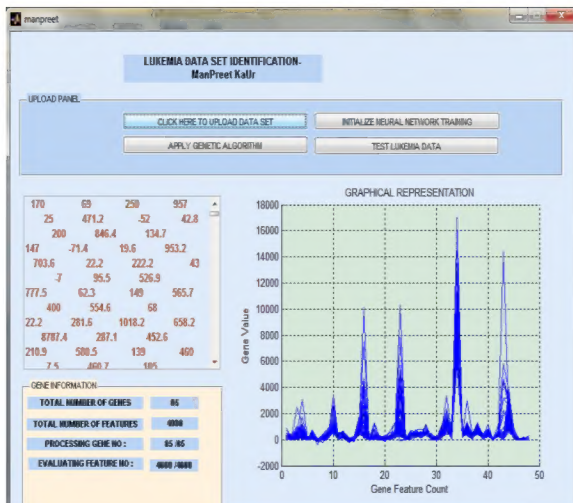 manpreet
LUKEMIA DATA SET IDENTIFICATION-
ManPreet KaUr
UPLOAD PANEL
CLICK HERE TO UPLOAD DATA SET
INITIALIZE NEURAL NETWORK TRAINING
APPLY GENETIC ALGORITHM
TEST LUKEMIA DATA
170 69 250 957
25 471.2 -52 42.8
200 846.4 134.7
147 -71.4 19.6 953.2
703.6 22.2 222.2 43
-7 95.5 526.9
777.5 62.3 149 565.7
400 554.6 68
22.2 281.6 1018.2 658.2
8787.4 287.1 452.6
210.9 580.5 139 460
7.5 460.7 105
GENE INFORMATION
TOTAL NUMBER OF GENES
TOTAL NUMBER OF FEATURES
PROCESSING GENE NO :
EVALUATING FEATURE NO :
GRAPHICAL REPRESENTATION
18000
16000
14000
12000
10000
8000
6000
4000
2000
0
-2000
Gene Value
0 10 20 30 40 50
Gene Feature Count